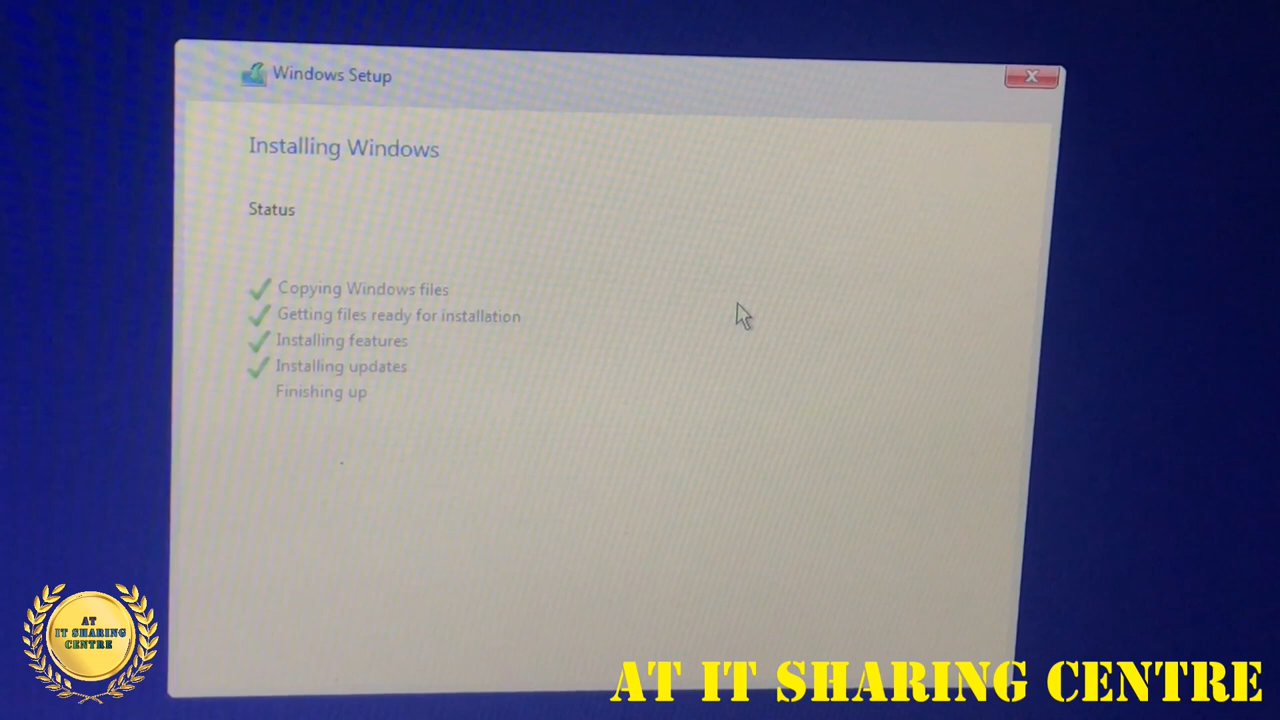 Windows Setup
Installing Windows
Status
Copying Windows files
Getting files ready for installation
Installing features
Installing updates
Finishing up
AT
IT SHARING
CENTRE
AT IT SHARING CENTRE